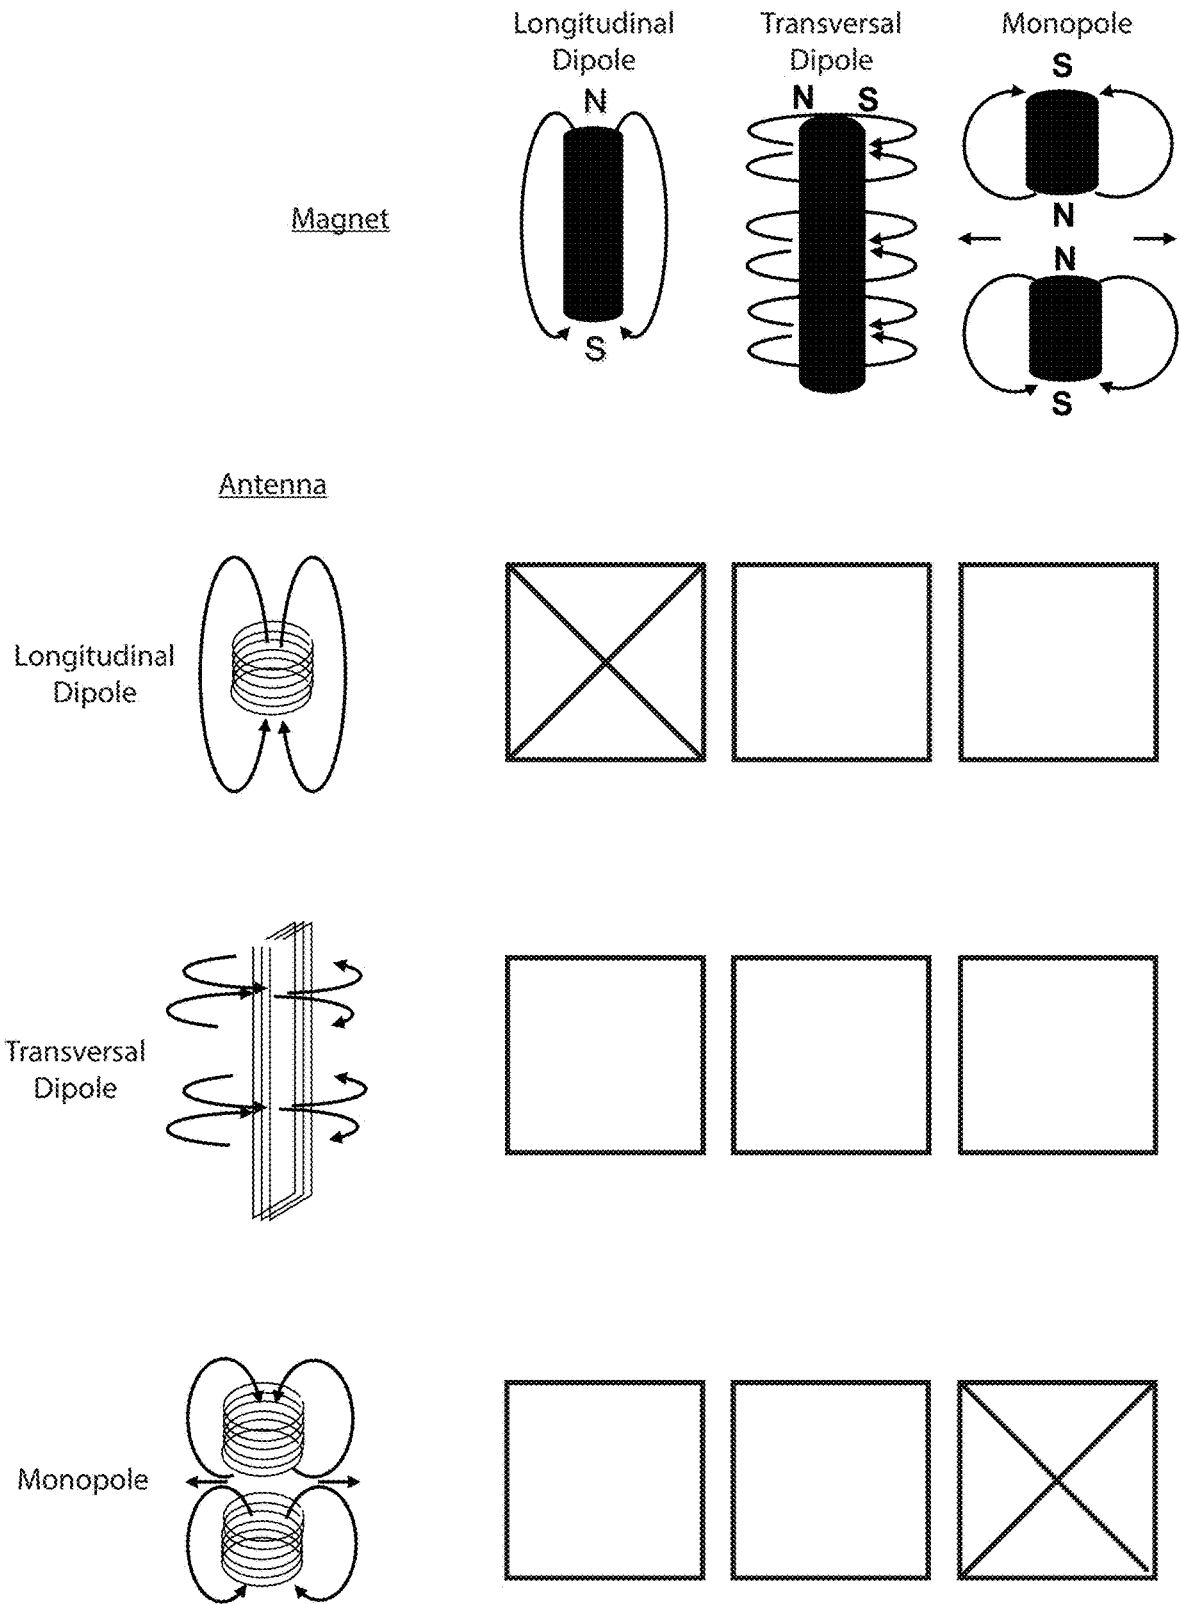 Longitudinal
Dipole
Transversal
Dipole
Monopole
N
S
N S
S
N
N
S
Magnet
Antenna
Longitudinal
Dipole
Transversal
Dipole
Monopole